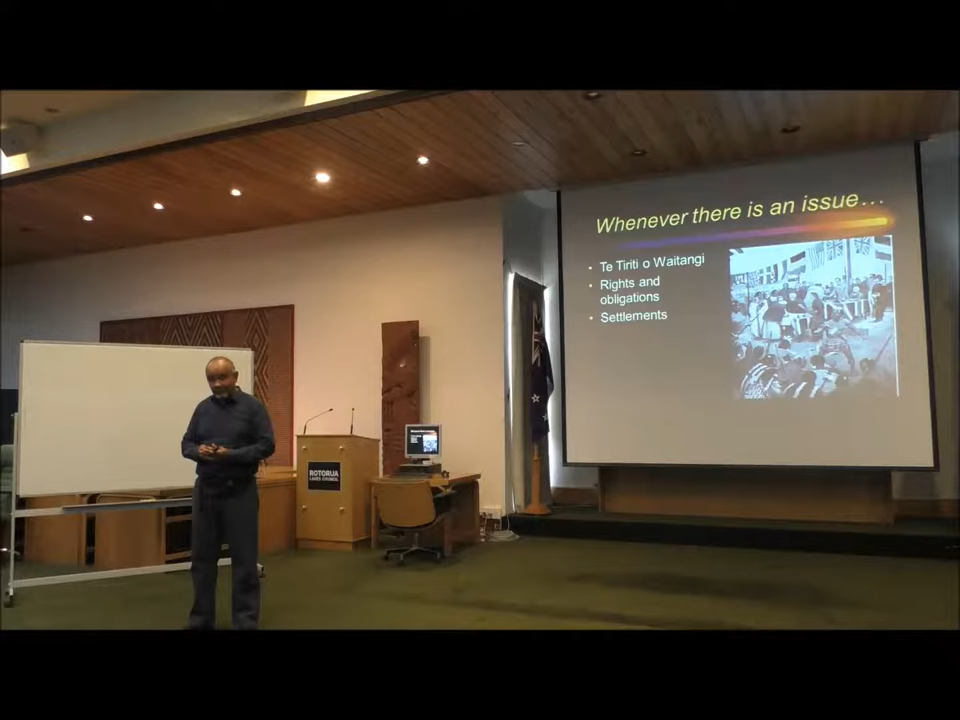 Whenever there is an issue...
• Te Tiriti o Waitangi
• Rights and
obligations
• Settlements
ROTORUA
LAKES COUNCIL